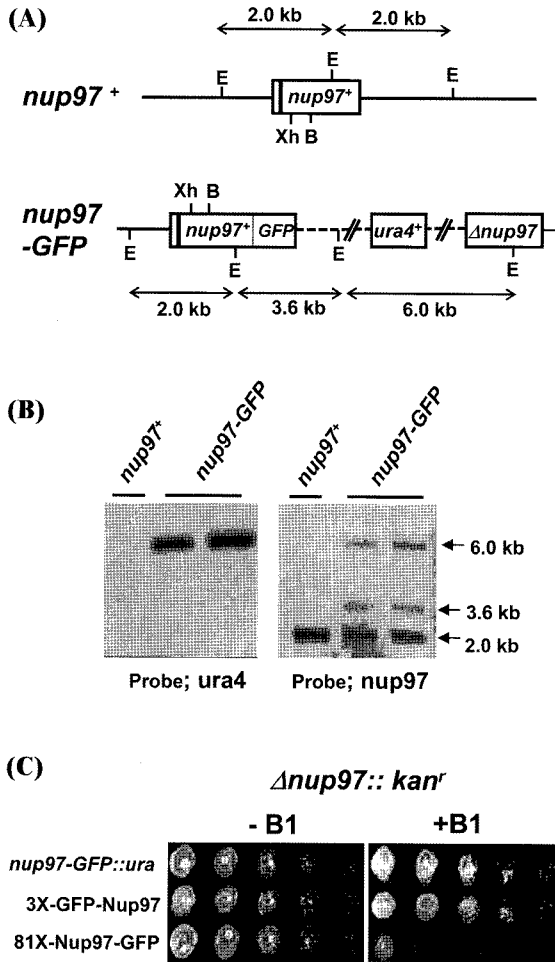 (A)
2.0 kb 2.0 kb
E E E
nup97 + nup97+
Xh B
Xh B
nup97 -GFP
nup97+ GFP ura4+ Δnup97
E E E E
2.0 kb 3.6 kb 6.0 kb
(B)
nup97+ nup97-GFP nup97+ nup97-GFP
6.0 kb
3.6 kb
2.0 kb
Probe; ura4 Probe; nup97
(C)
Δnup97:: kanr
- B1 +B1
nup97-GFP::ura
3X-GFP-Nup97
81X-Nup97-GFP